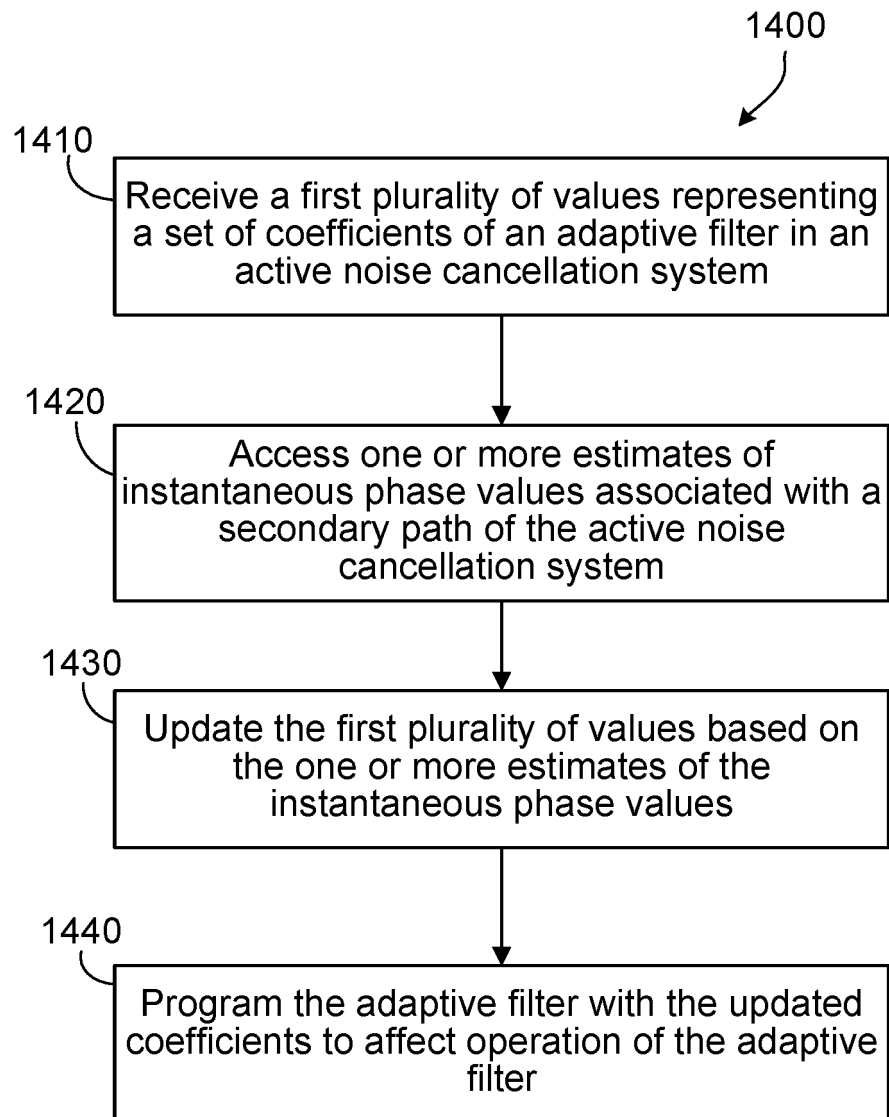 1400
1410
Receive a first plurality of values representing
a set of coefficients of an adaptive filter in an
active noise cancellation system
1420
Access one or more estimates of
instantaneous phase values associated with a
secondary path of the active noise
cancellation system
1430
Update the first plurality of values based on
the one or more estimates of the
instantaneous phase values
1440
Program the adaptive filter with the updated
coefficients to affect operation of the adaptive
filter